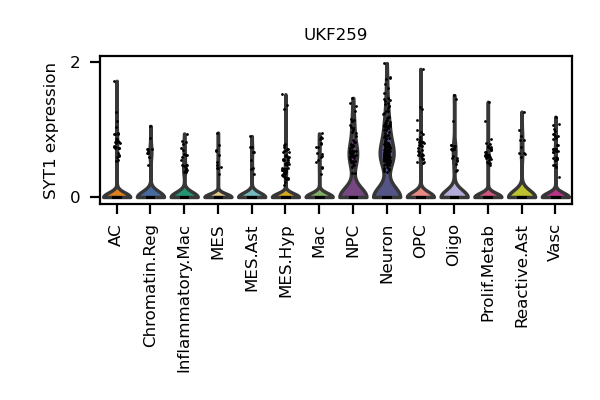 UKF259
SYT1 expression
2
0
AC
Chromatin.Reg
Inflammatory.Mac
MES
MES.Ast
MES.Hyp
Mac
NPC
Neuron
OPC
Oligo
Prolif.Metab
Reactive.Ast
Vasc